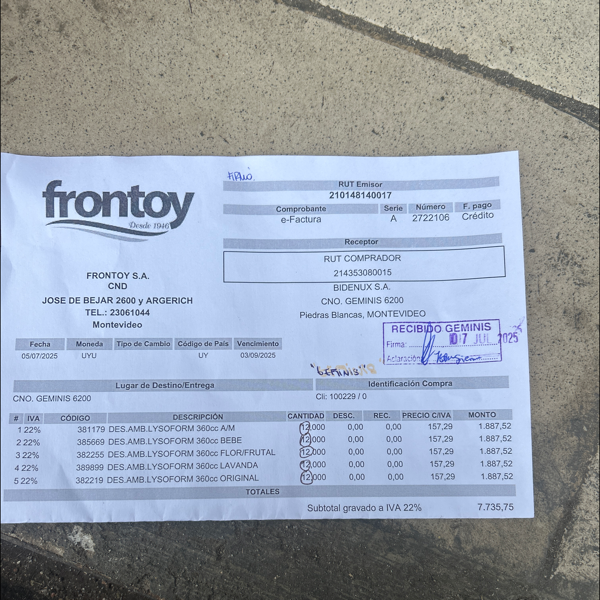 frontoy
Desde 1946
FRONTOY S.A.
CND
JOSE DE BEJAR 2600 y ARGERICH
TEL.: 23061044
Montevideo
RUT Emisor
210148140017
Comprobante Serie Número F. pago
e-Factura A 2722106 Crédito
Receptor
RUT COMPRADOR
214353080015
BIDENUX S.A.
CNO. GEMINIS 6200
Piedras Blancas, MONTEVIDEO
Fecha Moneda Tipo de Cambio Código de País Vencimiento
05/07/2025 UYU UY 03/09/2025
RECIBIDO GEMINIS
Firma: 07 JUL 2025
Aclaración
"GEMINIS"
Lugar de Destino/Entrega Identificación Compra
CNO. GEMINIS 6200 Cli: 100229 / 0
# IVA CÓDIGO DESCRIPCIÓN CANTIDAD DESC. REC. PRECIO C/IVA MONTO
1 22% 381179 DES.AMB.LYSOFORM 360cc A/M 12,000 0,00 0,00 157,29 1.887,52
2 22% 385669 DES.AMB.LYSOFORM 360cc BEBE 12,000 0,00 0,00 157,29 1.887,52
3 22% 382255 DES.AMB.LYSOFORM 360cc FLOR/FRUTAL 12,000 0,00 0,00 157,29 1.887,52
4 22% 389899 DES.AMB.LYSOFORM 360cc LAVANDA 12,000 0,00 0,00 157,29 1.887,52
5 22% 382219 DES.AMB.LYSOFORM 360cc ORIGINAL 12,000 0,00 0,00 157,29 1.887,52
TOTALES
Subtotal gravado a IVA 22% 7.735,75